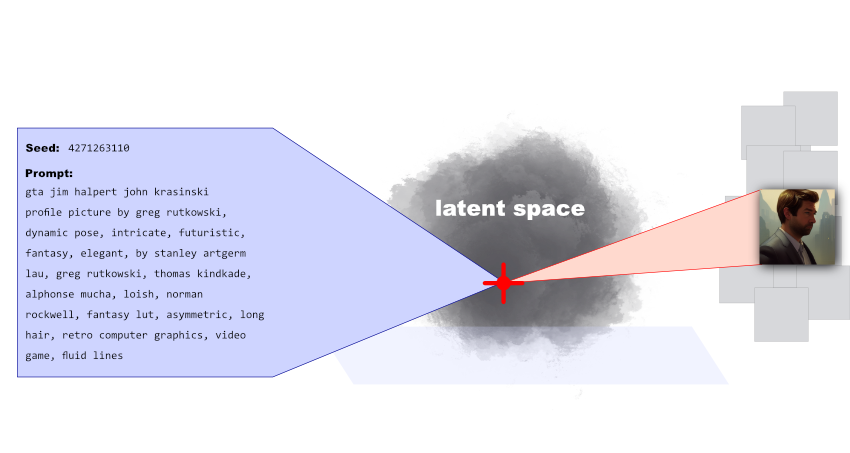 Seed: 4271263110
Prompt:
gta jim halpert john krasinski
profile picture by greg rutkowski,
dynamic pose, intricate, futuristic,
fantasy, elegant, by stanley artgerm
lau, greg rutkowski, thomas kindkade,
alphonse mucha, loish, norman
rockwell, fantasy lut, asymmetric, long
hair, retro computer graphics, video
game, fluid lines
latent space